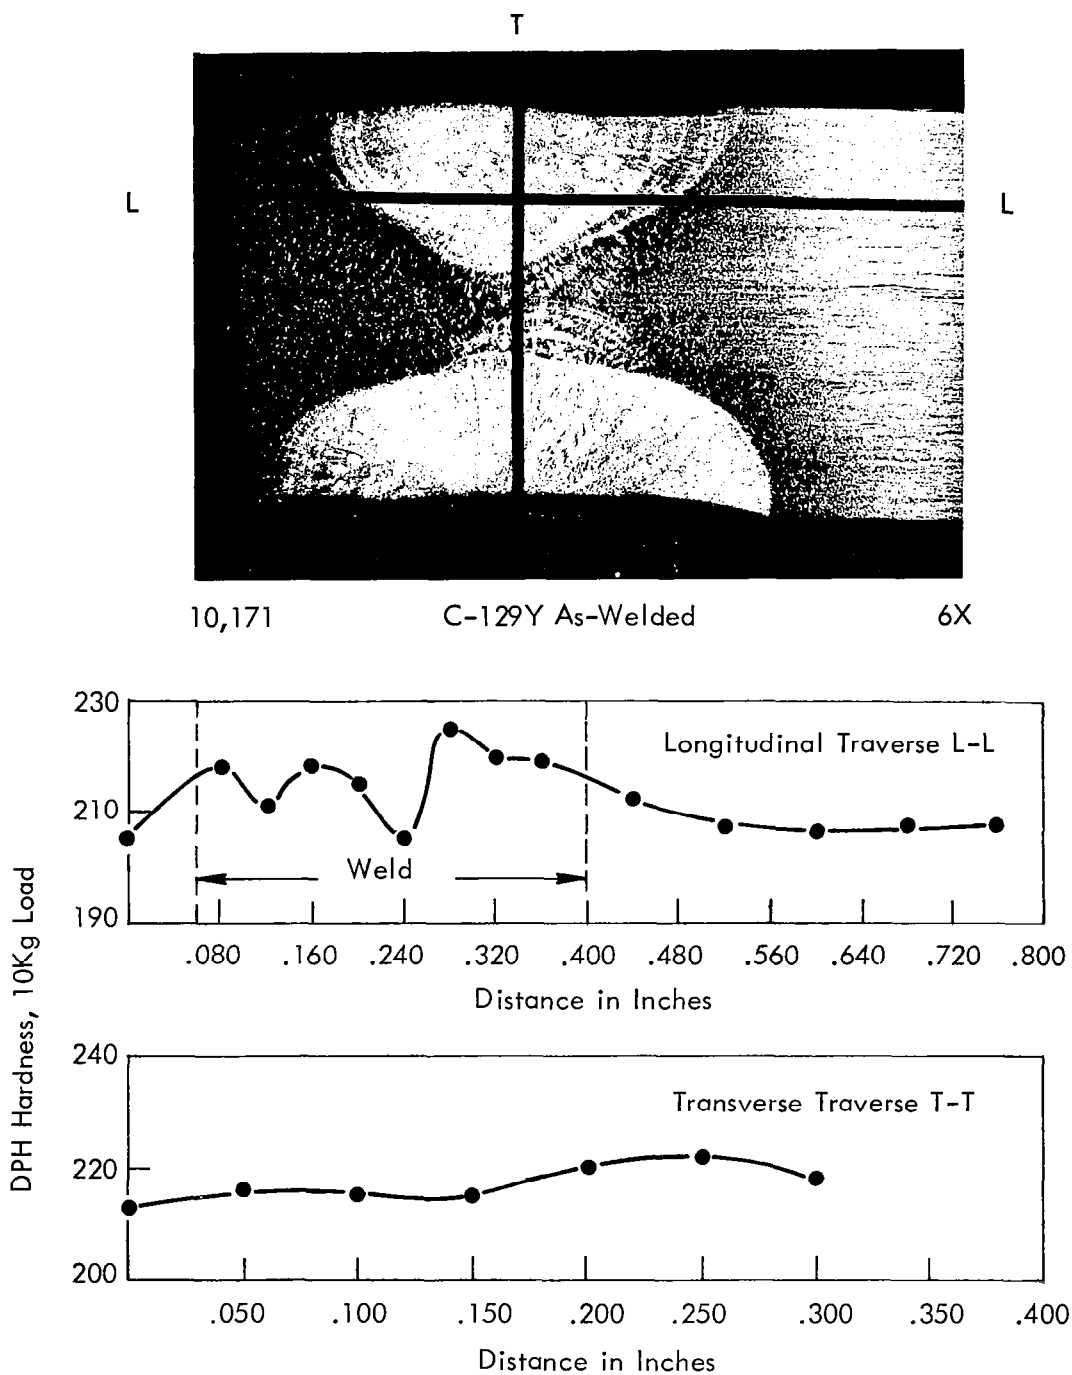 T
L L
10,171 C-129Y As-Welded 6X
230
Longitudinal Traverse L-L
210
Weld
190
.080 .160 .240 .320 .400 .480 .560 .640 .720 .800
Distance in Inches
DPH Hardness, 10Kg Load
240
Transverse Traverse T-T
220
200
.050 .100 .150 .200 .250 .300 .350 .400
Distance in Inches